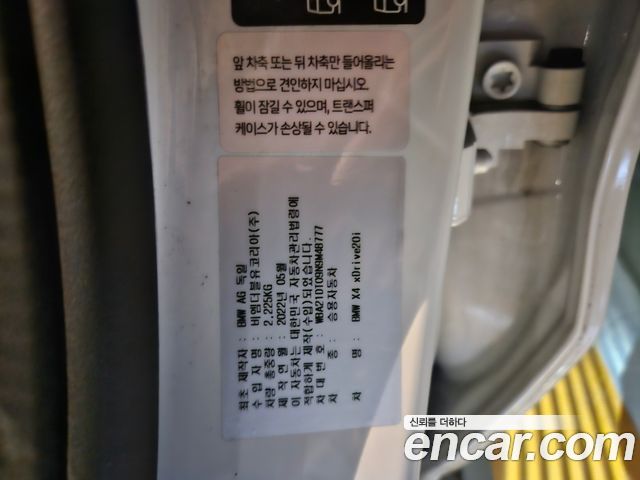 앞 차축 또는 뒤 차축만 들어올리는
방법으로 견인하지 마십시오.
휠이 잠길 수 있으며, 트랜스퍼
케이스가 손상될 수 있습니다.
최초 제작자 : BMW AG 독일
수 입 자 명 : 비엠더블유코리아(주)
차량 총중량 : 2.225KG
제 작 연 월 : 2022년 05월
이 자동차는 대한민국 자동차관리법령에
적합하게 제작(수입)되었습니다.
차 대 번 호 :
차 종 : 승용자동차
차 명 : BMW X4 xDrive20i
신뢰를 더하다
encar.com